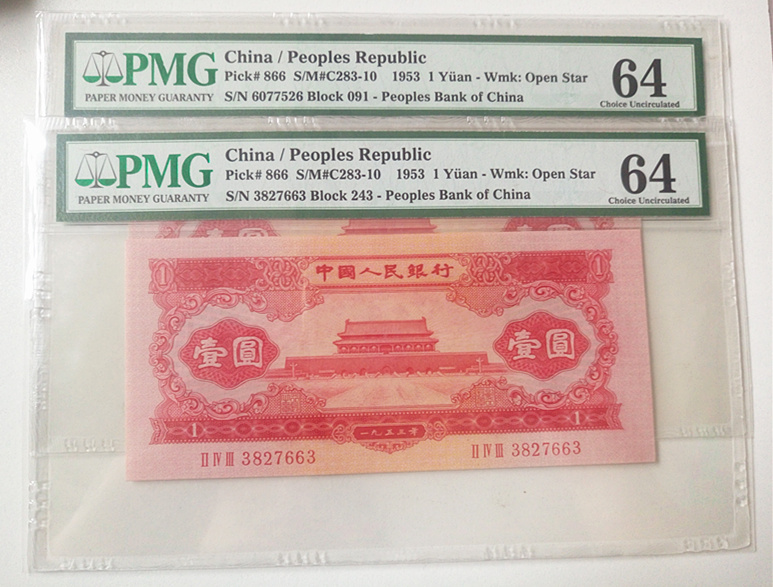 PMG
PAPER MONEY GUARANTY
China / Peoples Republic
Pick# 866 S/M#C283-10 1953 1 Yüan - Wmk: Open Star
S/N 6077526 Block 091 - Peoples Bank of China
64
Choice Uncirculated
PMG
PAPER MONEY GUARANTY
China / Peoples Republic
Pick# 866 S/M#C283-10 1953 1 Yüan - Wmk: Open Star
S/N 3827663 Block 243 - Peoples Bank of China
64
Choice Uncirculated
1 中國人民銀行 1
壹圓 壹圓
1 一九五三年 1
II IV III 3827663 II IV III 3827663